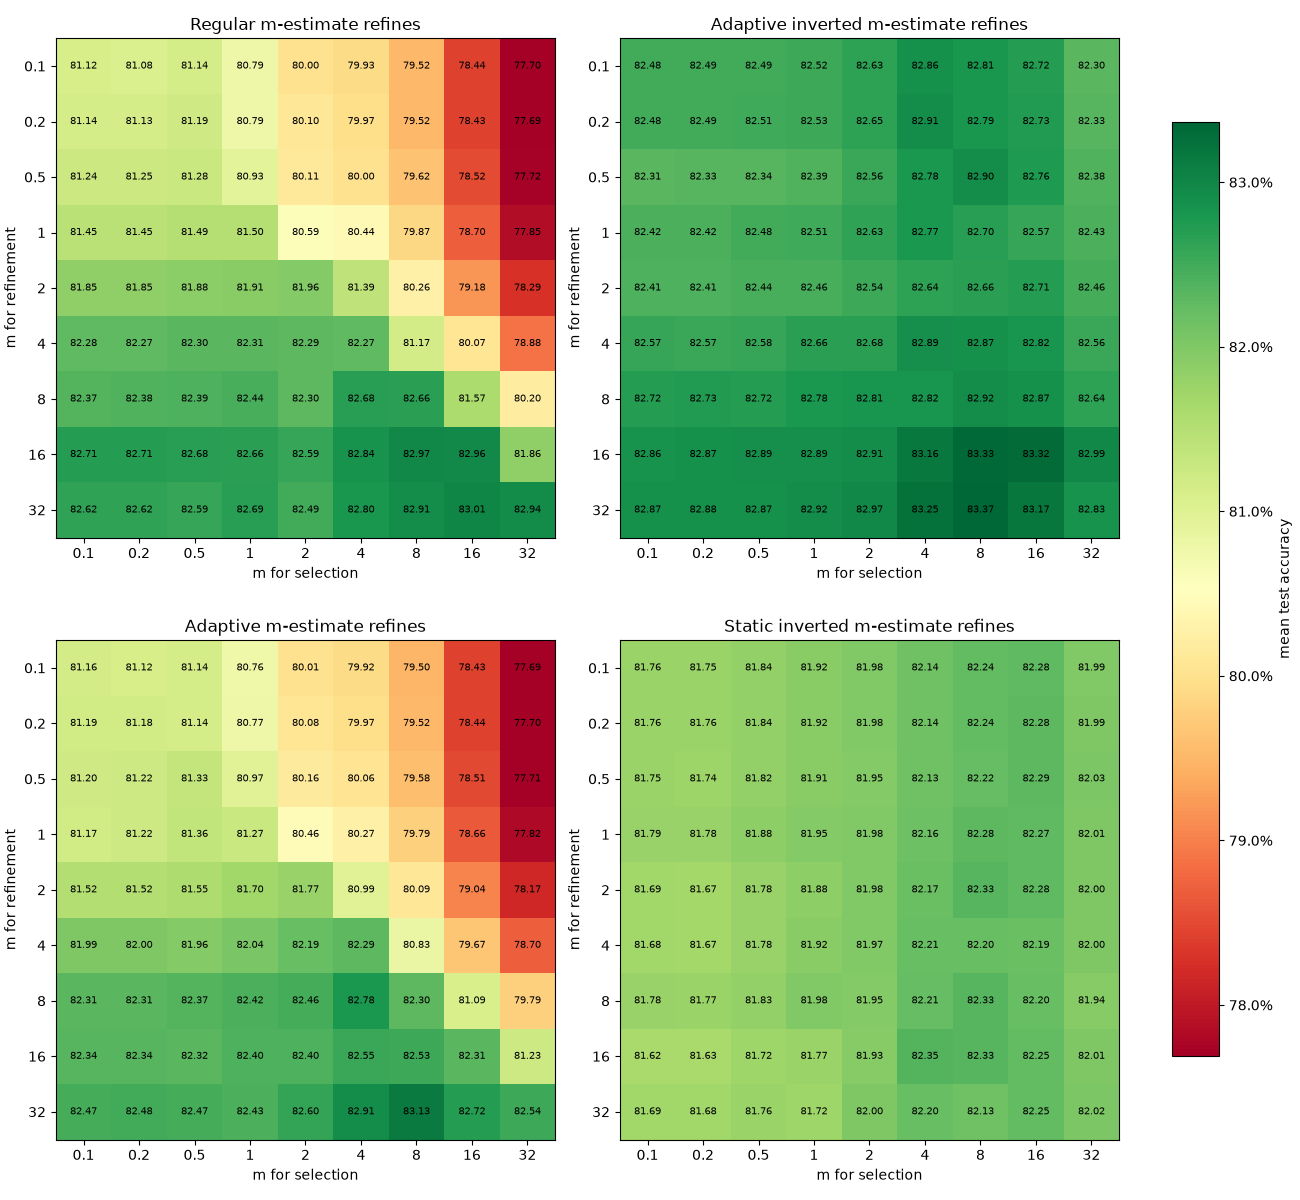 Regular m-estimate refines
m for refinement
0.1 81.12 81.08 81.14 80.79 80.00 79.93 79.52 78.44 77.70
0.2 81.14 81.13 81.19 80.79 80.10 79.97 79.52 78.43 77.69
0.5 81.24 81.25 81.28 80.93 80.11 80.00 79.62 78.52 77.72
1 81.45 81.45 81.49 81.50 80.59 80.44 79.87 78.70 77.85
2 81.85 81.85 81.88 81.91 81.96 81.39 80.26 79.18 78.29
4 82.28 82.27 82.30 82.31 82.29 82.27 81.17 80.07 78.88
8 82.37 82.38 82.39 82.44 82.30 82.68 82.66 81.57 80.20
16 82.71 82.71 82.68 82.66 82.59 82.84 82.97 82.96 81.86
32 82.62 82.62 82.59 82.69 82.49 82.80 82.91 83.01 82.94
0.1 0.2 0.5 1 2 4 8 16 32
m for selection
Adaptive inverted m-estimate refines
m for refinement
0.1 82.48 82.49 82.49 82.52 82.63 82.86 82.81 82.72 82.30
0.2 82.48 82.49 82.51 82.53 82.65 82.91 82.79 82.73 82.33
0.5 82.31 82.33 82.34 82.39 82.56 82.78 82.90 82.76 82.38
1 82.42 82.42 82.48 82.51 82.63 82.77 82.70 82.57 82.43
2 82.41 82.41 82.44 82.46 82.54 82.64 82.66 82.71 82.46
4 82.57 82.57 82.58 82.66 82.68 82.89 82.87 82.82 82.56
8 82.72 82.73 82.72 82.78 82.81 82.82 82.92 82.87 82.64
16 82.86 82.87 82.89 82.89 82.91 83.16 83.33 83.32 82.99
32 82.87 82.88 82.87 82.92 82.97 83.25 83.37 83.17 82.83
0.1 0.2 0.5 1 2 4 8 16 32
m for selection
Adaptive m-estimate refines
m for refinement
0.1 81.16 81.12 81.14 80.76 80.01 79.92 79.50 78.43 77.69
0.2 81.19 81.18 81.14 80.77 80.08 79.97 79.52 78.44 77.70
0.5 81.20 81.22 81.33 80.97 80.16 80.06 79.58 78.51 77.71
1 81.17 81.22 81.36 81.27 80.46 80.27 79.79 78.66 77.82
2 81.52 81.52 81.55 81.70 81.77 80.99 80.09 79.04 78.17
4 81.99 82.00 81.96 82.04 82.19 82.29 80.83 79.67 78.70
8 82.31 82.31 82.37 82.42 82.46 82.78 82.30 81.09 79.79
16 82.34 82.34 82.32 82.40 82.40 82.55 82.53 82.31 81.23
32 82.47 82.48 82.47 82.43 82.60 82.91 83.13 82.72 82.54
0.1 0.2 0.5 1 2 4 8 16 32
m for selection
Static inverted m-estimate refines
m for refinement
0.1 81.76 81.75 81.84 81.92 81.98 82.14 82.24 82.28 81.99
0.2 81.76 81.76 81.84 81.92 81.98 82.14 82.24 82.28 81.99
0.5 81.75 81.74 81.82 81.91 81.95 82.13 82.22 82.29 82.03
1 81.79 81.78 81.88 81.95 81.98 82.16 82.28 82.27 82.01
2 81.69 81.67 81.78 81.88 81.98 82.17 82.33 82.28 82.00
4 81.68 81.67 81.78 81.92 81.97 82.21 82.20 82.19 82.00
8 81.78 81.77 81.83 81.98 81.95 82.21 82.33 82.20 81.94
16 81.62 81.63 81.72 81.77 81.93 82.35 82.33 82.25 82.01
32 81.69 81.68 81.76 81.72 82.00 82.20 82.13 82.25 82.02
0.1 0.2 0.5 1 2 4 8 16 32
m for selection
83.0%
82.0%
81.0%
80.0%
79.0%
78.0%
mean test accuracy